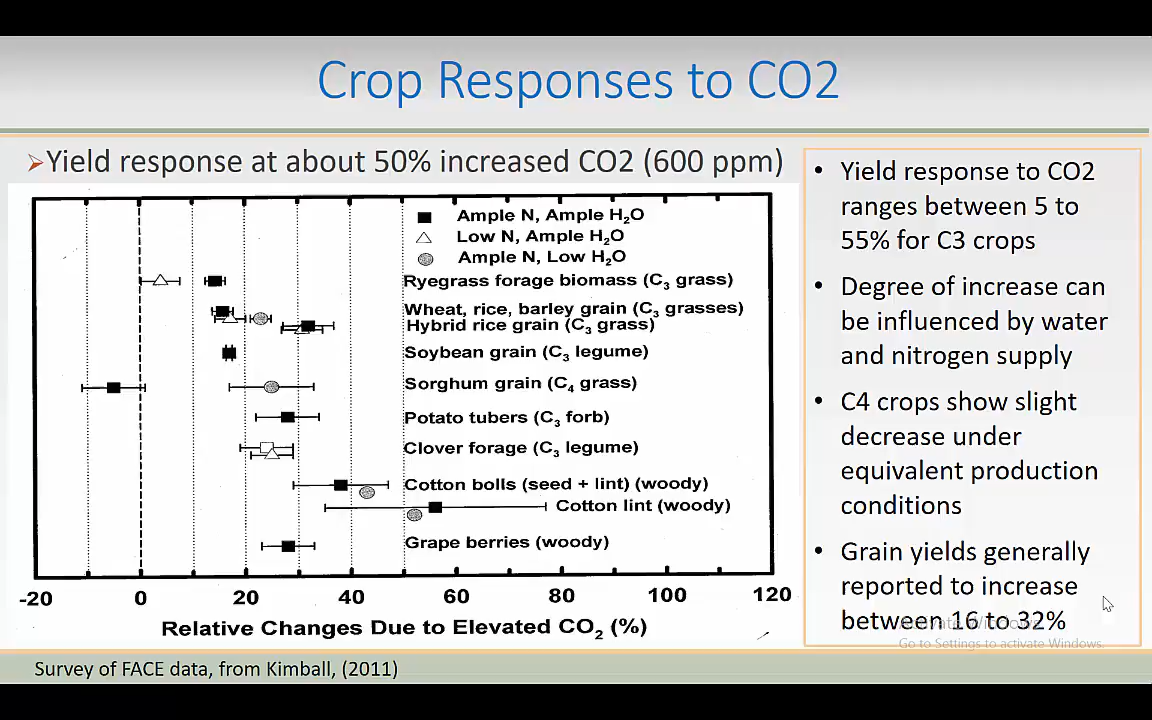 Crop Responses to CO2
➢Yield response at about 50% increased CO2 (600 ppm)
Ample N, Ample H₂O
Low N, Ample H₂O
Ample N, Low H₂O
Ryegrass forage biomass (C₃ grass)
Wheat, rice, barley grain (C₃ grasses)
Hybrid rice grain (C₃ grass)
Soybean grain (C₃ legume)
Sorghum grain (C₄ grass)
Potato tubers (C₃ forb)
Clover forage (C₃ legume)
Cotton bolls (seed + lint) (woody)
Cotton lint (woody)
Grape berries (woody)
-20 0 20 40 60 80 100 120
Relative Changes Due to Elevated CO₂ (%)
• Yield response to CO2
ranges between 5 to
55% for C3 crops
• Degree of increase can
be influenced by water
and nitrogen supply
• C4 crops show slight
decrease under
equivalent production
conditions
• Grain yields generally
reported to increase
between 16 to 32%
Activate Windows
Go to Settings to activate Windows.
Survey of FACE data, from Kimball, (2011)